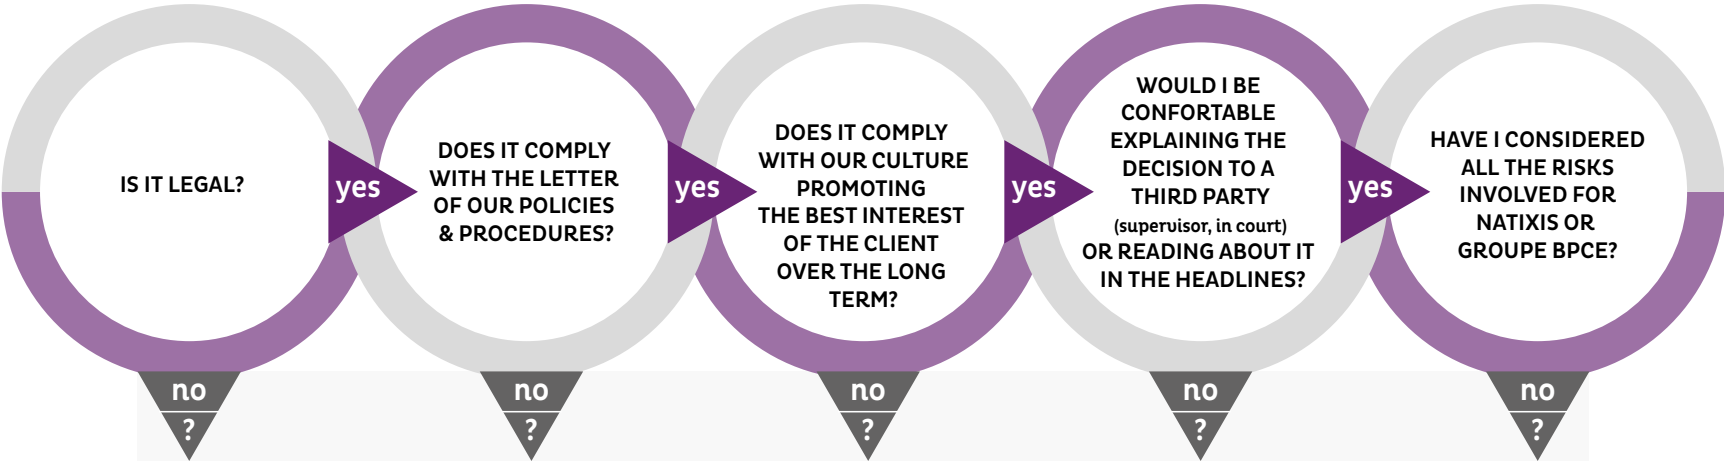 IS IT LEGAL?
yes
DOES IT COMPLY
WITH THE LETTER
OF OUR POLICIES
& PROCEDURES?
yes
DOES IT COMPLY
WITH OUR CULTURE
PROMOTING
THE BEST INTEREST
OF THE CLIENT
OVER THE LONG
TERM?
yes
WOULD I BE
CONFORTABLE
EXPLAINING THE
DECISION TO A
THIRD PARTY
(supervisor, in court)
OR READING ABOUT IT
IN THE HEADLINES?
yes
HAVE I CONSIDERED
ALL THE RISKS
INVOLVED FOR
NATIXIS OR
GROUPE BPCE?
no
?
no
?
no
?
no
?
no
?